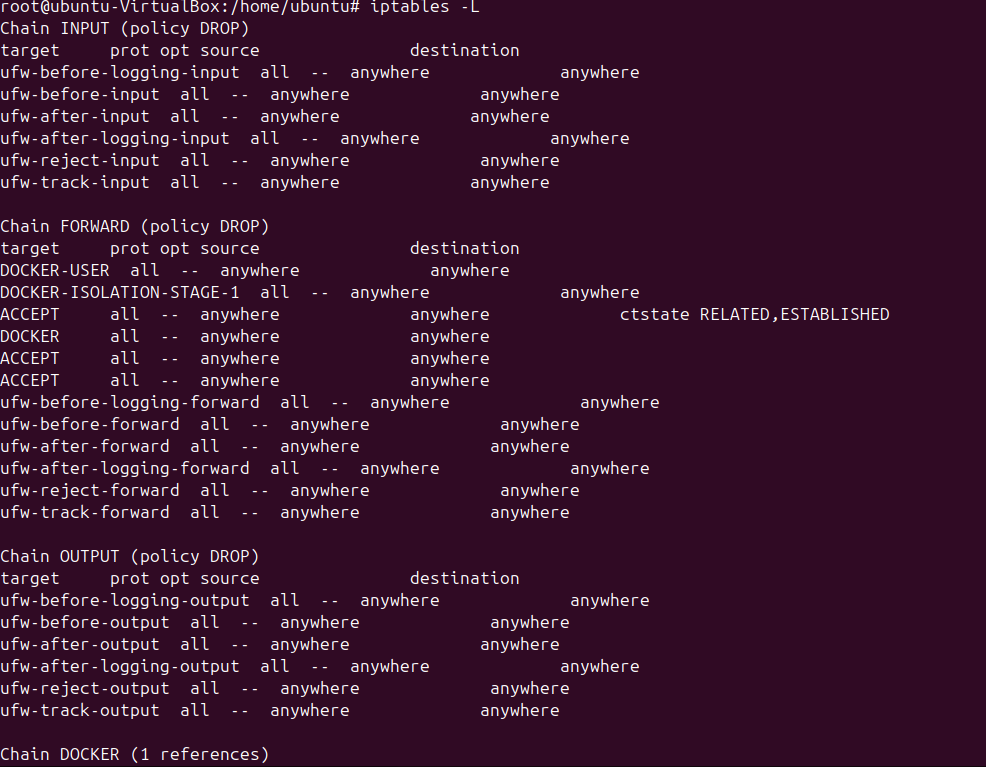 root@ubuntu-VirtualBox:/home/ubuntu# iptables -L
Chain INPUT (policy DROP)
target     prot opt source               destination
ufw-before-logging-input  all  --  anywhere             anywhere
ufw-before-input  all  --  anywhere             anywhere
ufw-after-input  all  --  anywhere             anywhere
ufw-after-logging-input  all  --  anywhere             anywhere
ufw-reject-input  all  --  anywhere             anywhere
ufw-track-input  all  --  anywhere             anywhere

Chain FORWARD (policy DROP)
target     prot opt source               destination
DOCKER-USER  all  --  anywhere             anywhere
DOCKER-ISOLATION-STAGE-1  all  --  anywhere             anywhere
ACCEPT     all  --  anywhere             anywhere             ctstate RELATED,ESTABLISHED
DOCKER     all  --  anywhere             anywhere
ACCEPT     all  --  anywhere             anywhere
ACCEPT     all  --  anywhere             anywhere
ufw-before-logging-forward  all  --  anywhere             anywhere
ufw-before-forward  all  --  anywhere             anywhere
ufw-after-forward  all  --  anywhere             anywhere
ufw-after-logging-forward  all  --  anywhere             anywhere
ufw-reject-forward  all  --  anywhere             anywhere
ufw-track-forward  all  --  anywhere             anywhere

Chain OUTPUT (policy DROP)
target     prot opt source               destination
ufw-before-logging-output  all  --  anywhere             anywhere
ufw-before-output  all  --  anywhere             anywhere
ufw-after-output  all  --  anywhere             anywhere
ufw-after-logging-output  all  --  anywhere             anywhere
ufw-reject-output  all  --  anywhere             anywhere
ufw-track-output  all  --  anywhere             anywhere

Chain DOCKER (1 references)